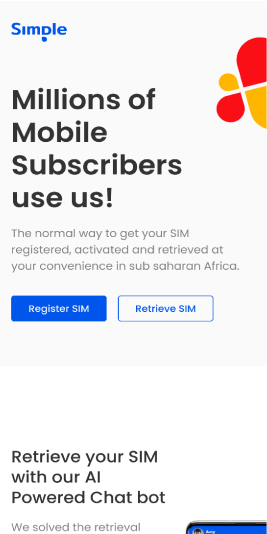 Simple
Millions of
Mobile
Subscribers
use us!
The normal way to get your SIM
registered, activated and retrieved at
your convenience in sub saharan Africa.
Register SIM
Retrieve SIM
Retrieve your SIM
with our AI
Powered Chat bot
We solved the retrieval